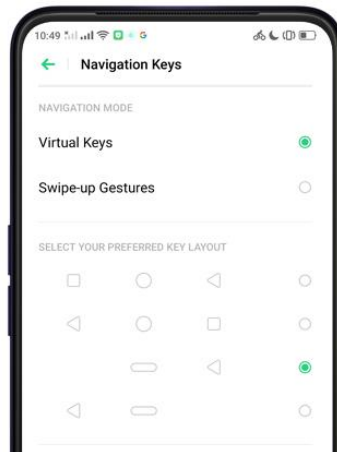 10:49
Navigation Keys
NAVIGATION MODE
Virtual Keys
Swipe-up Gestures
SELECT YOUR PREFERRED KEY LAYOUT